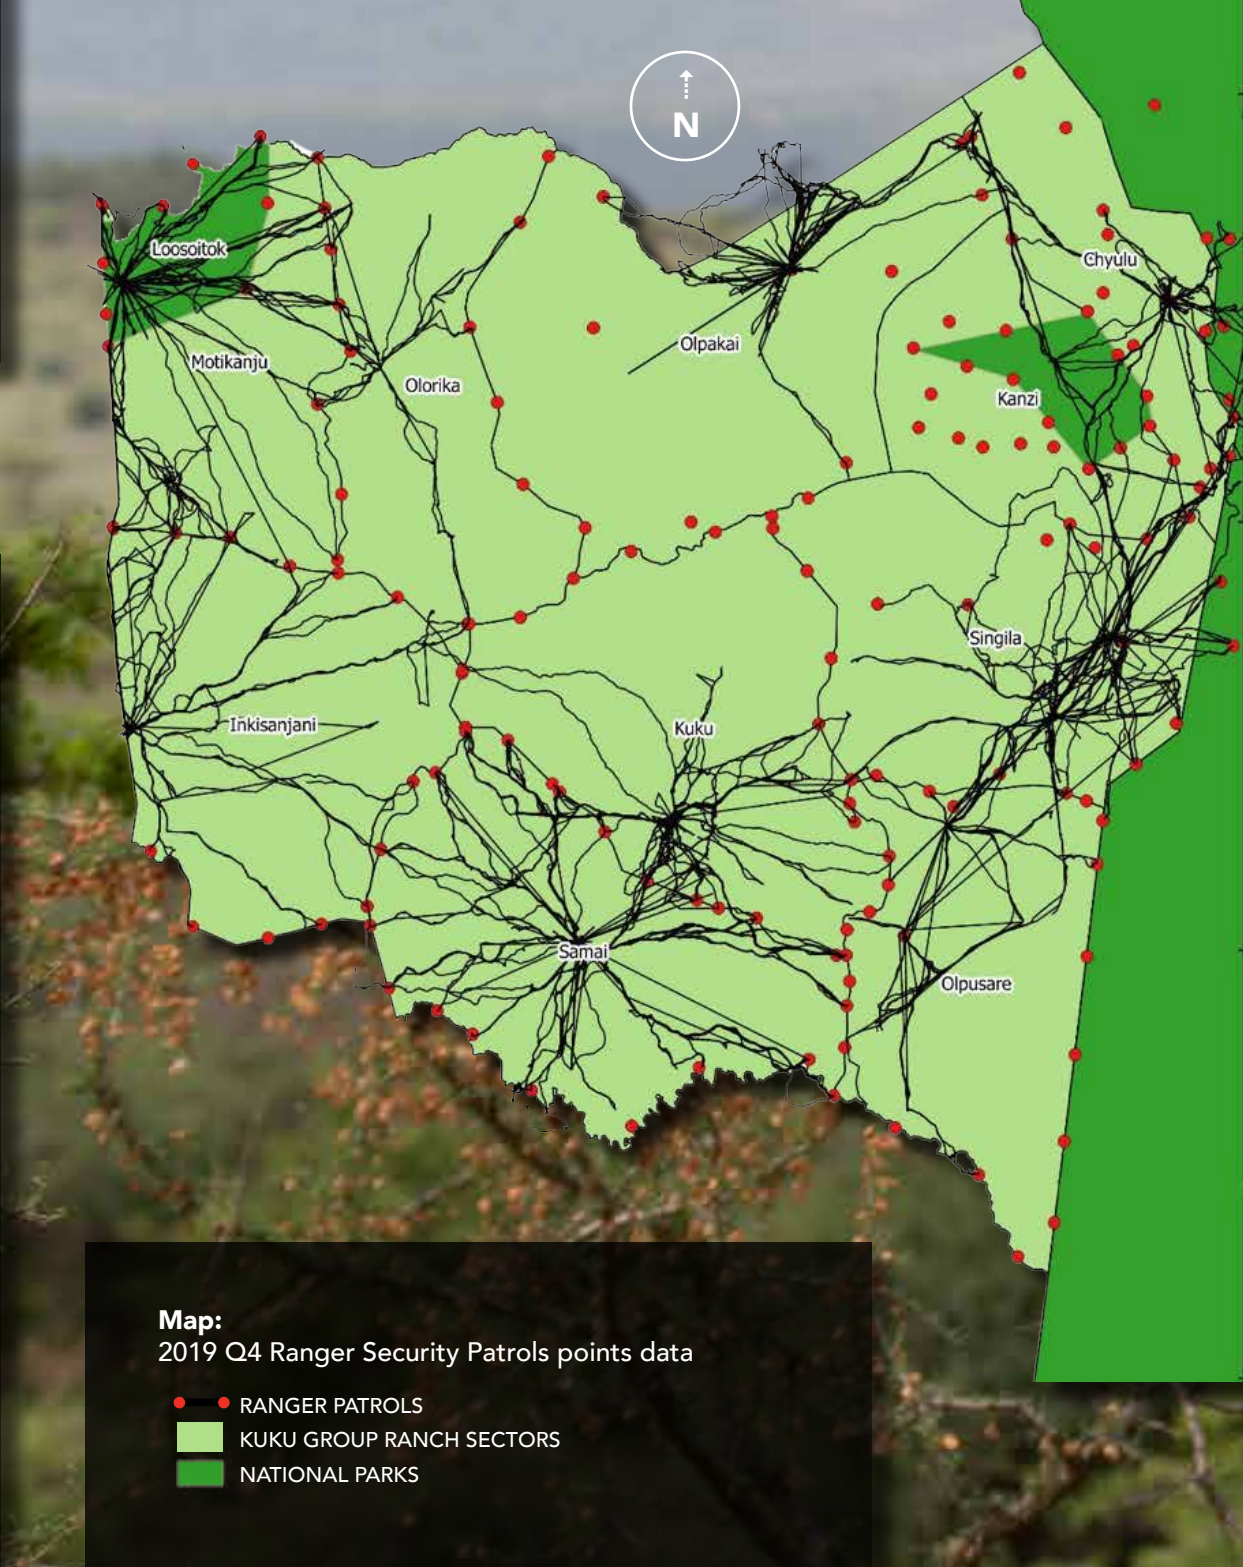 N
Loosoitok
Chyulu
Olpakai
Motikanju
Olorika
Kanzi
Singila
Inkisanjani
Kuku
Samai
Olpusare
Map:
2019 Q4 Ranger Security Patrols points data
RANGER PATROLS
KUKU GROUP RANCH SECTORS
NATIONAL PARKS